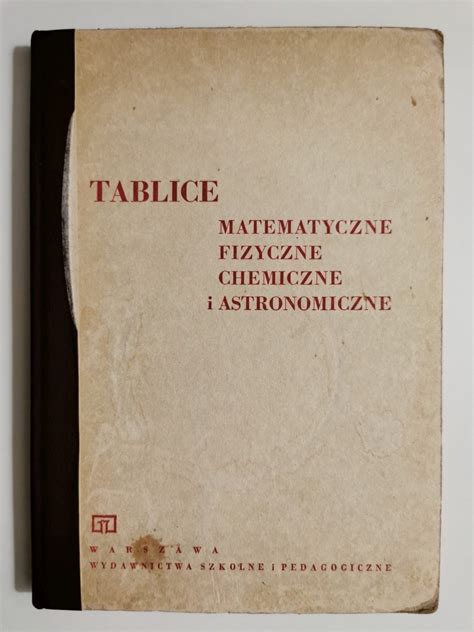 TABLICE
MATEMATYCZNE
FIZYCZNE
CHEMICZNE
i ASTRONOMICZNE
WARSZAWA
WYDAWNICTWA SZKOLNE i PEDAGOGICZNE